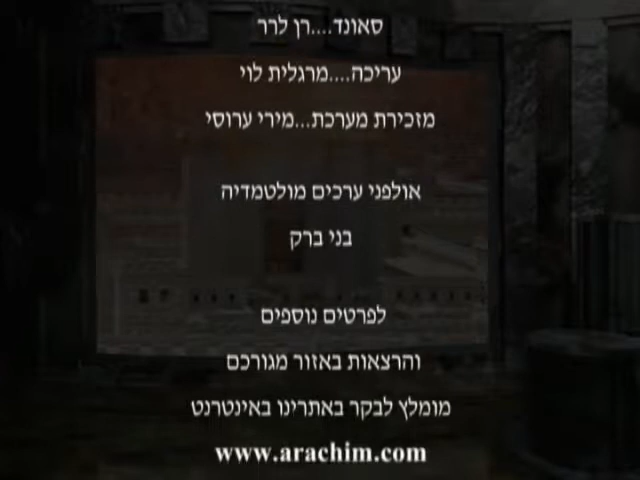 סאונד....רן לרר
עריכה....מרגלית לוי
מזכירת מערכת...מירי ערוסי
אולפני ערכים מולטמדיה
בני ברק
לפרטים נוספים
והרצאות באזור מגורכם
מומלץ לבקר באתרינו באינטרנט
www.arachim.com